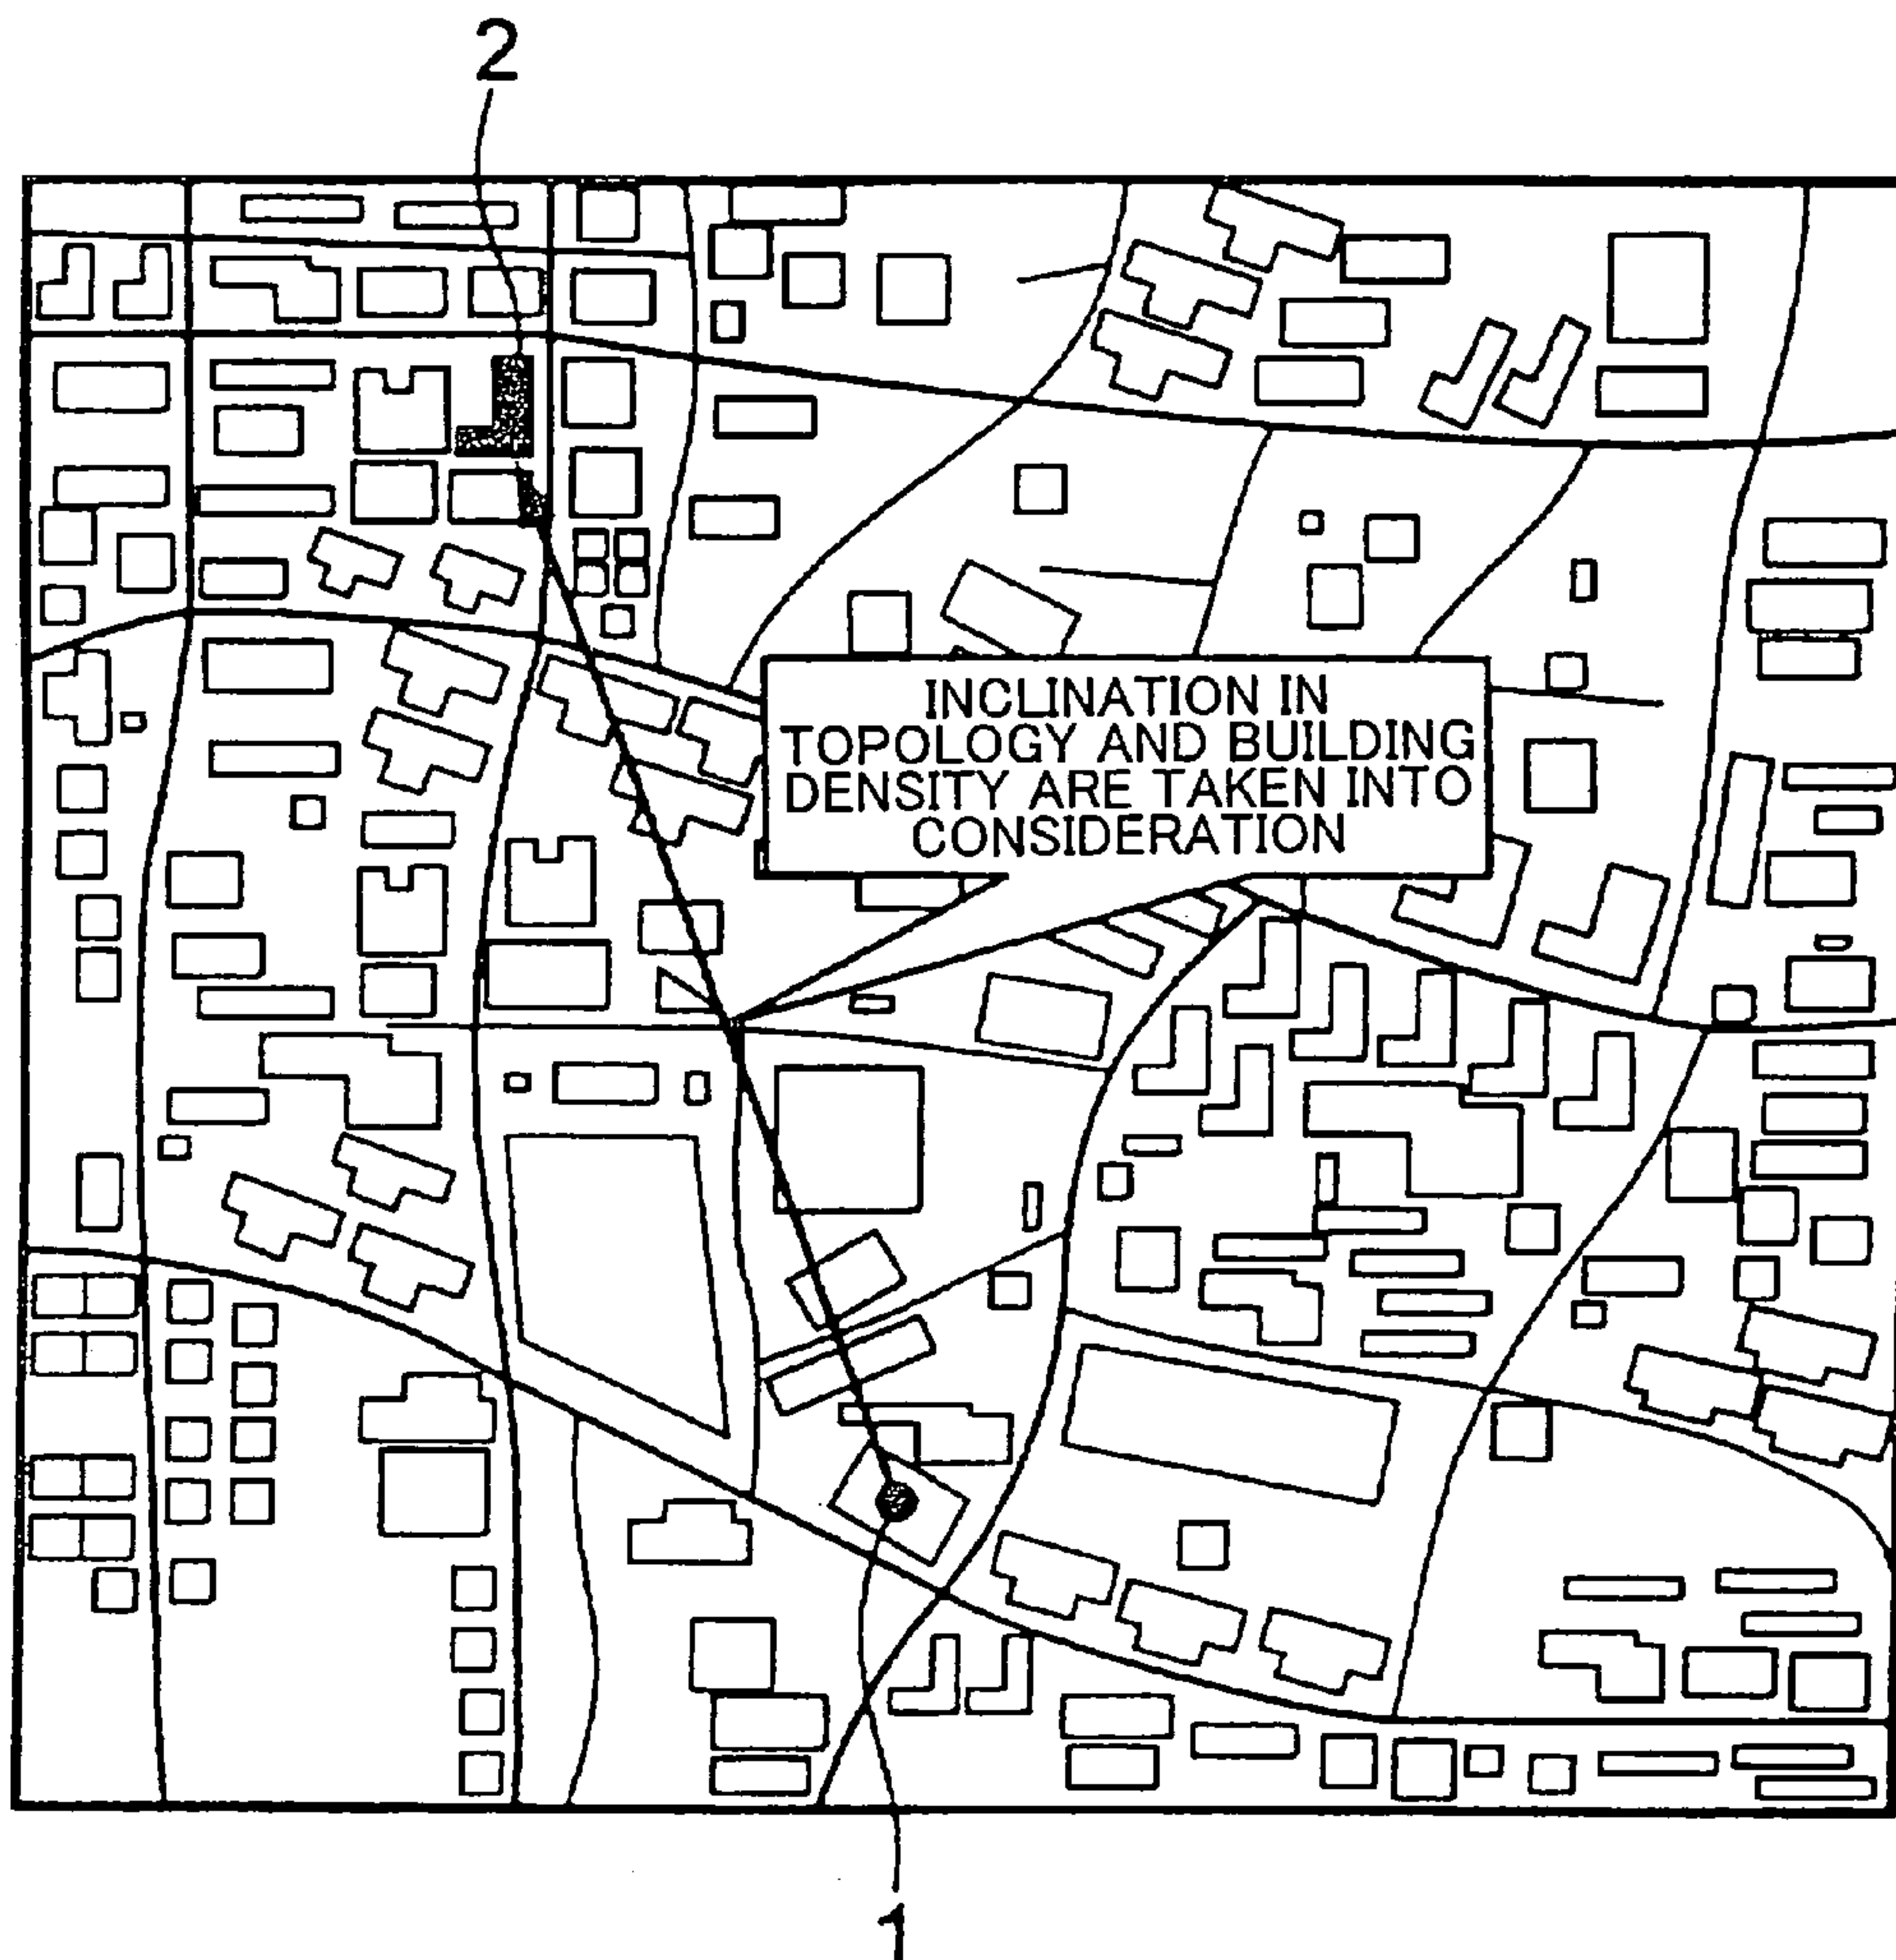 2
INCLINATION IN
TOPOLOGY AND BUILDING
DENSITY ARE TAKEN INTO
CONSIDERATION
1